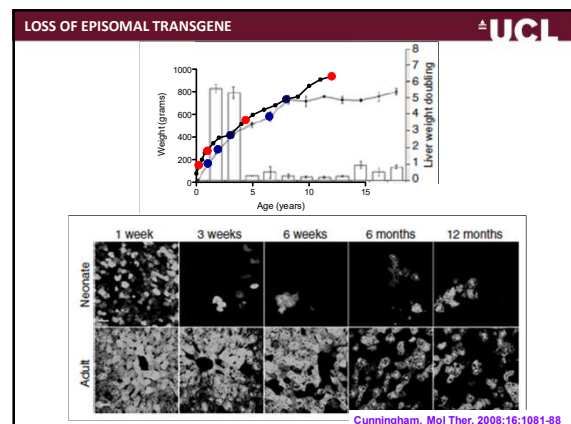 LOSS OF EPISOMAL TRANSGENE
UCL
Weight (grams)
1000
800
600
400
200
0
0
5
10
15
Age (years)
8
7
6
5
4
3
2
1
0
Liver weight doubling
1 week
3 weeks
6 weeks
6 months
12 months
Neonate
Adult
Cunningham, Mol Ther, 2008;16:1081-88